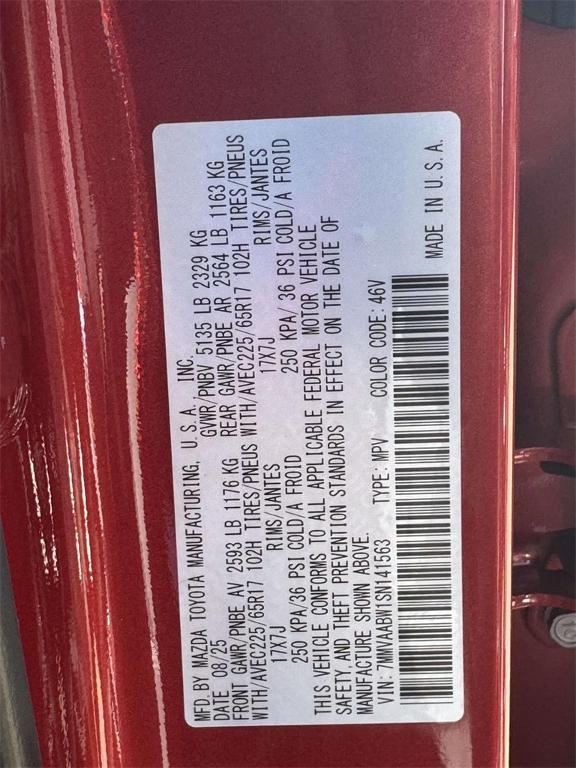 MFD. BY MAZDA TOYOTA MANUFACTURING, U.S.A. INC.
DATE 08/25 GVWR/PNBV 5135 LB 2329 KG
FRONT GAWR/PNBE AV 2593 LB 1176 KG REAR GAWR/PNBE AR 2564 LB 1163 KG
WITH/AVEC225/65R17 102H TIRES/PNEUS WITH/AVEC225/65R17 102H TIRES/PNEUS
17X7J RIMS/JANTES 17X7J RIMS/JANTES
250 KPA/36 PSI COLD/A FROID 250 KPA/ 36 PSI COLD/A FROID
THIS VEHICLE CONFORMS TO ALL APPLICABLE FEDERAL MOTOR VEHICLE
SAFETY AND THEFT PREVENTION STANDARDS IN EFFECT ON THE DATE OF
MANUFACTURE SHOWN ABOVE.
VIN: 7MMVAABM1SN141563 TYPE: MPV COLOR CODE: 46V
MADE IN U.S.A.